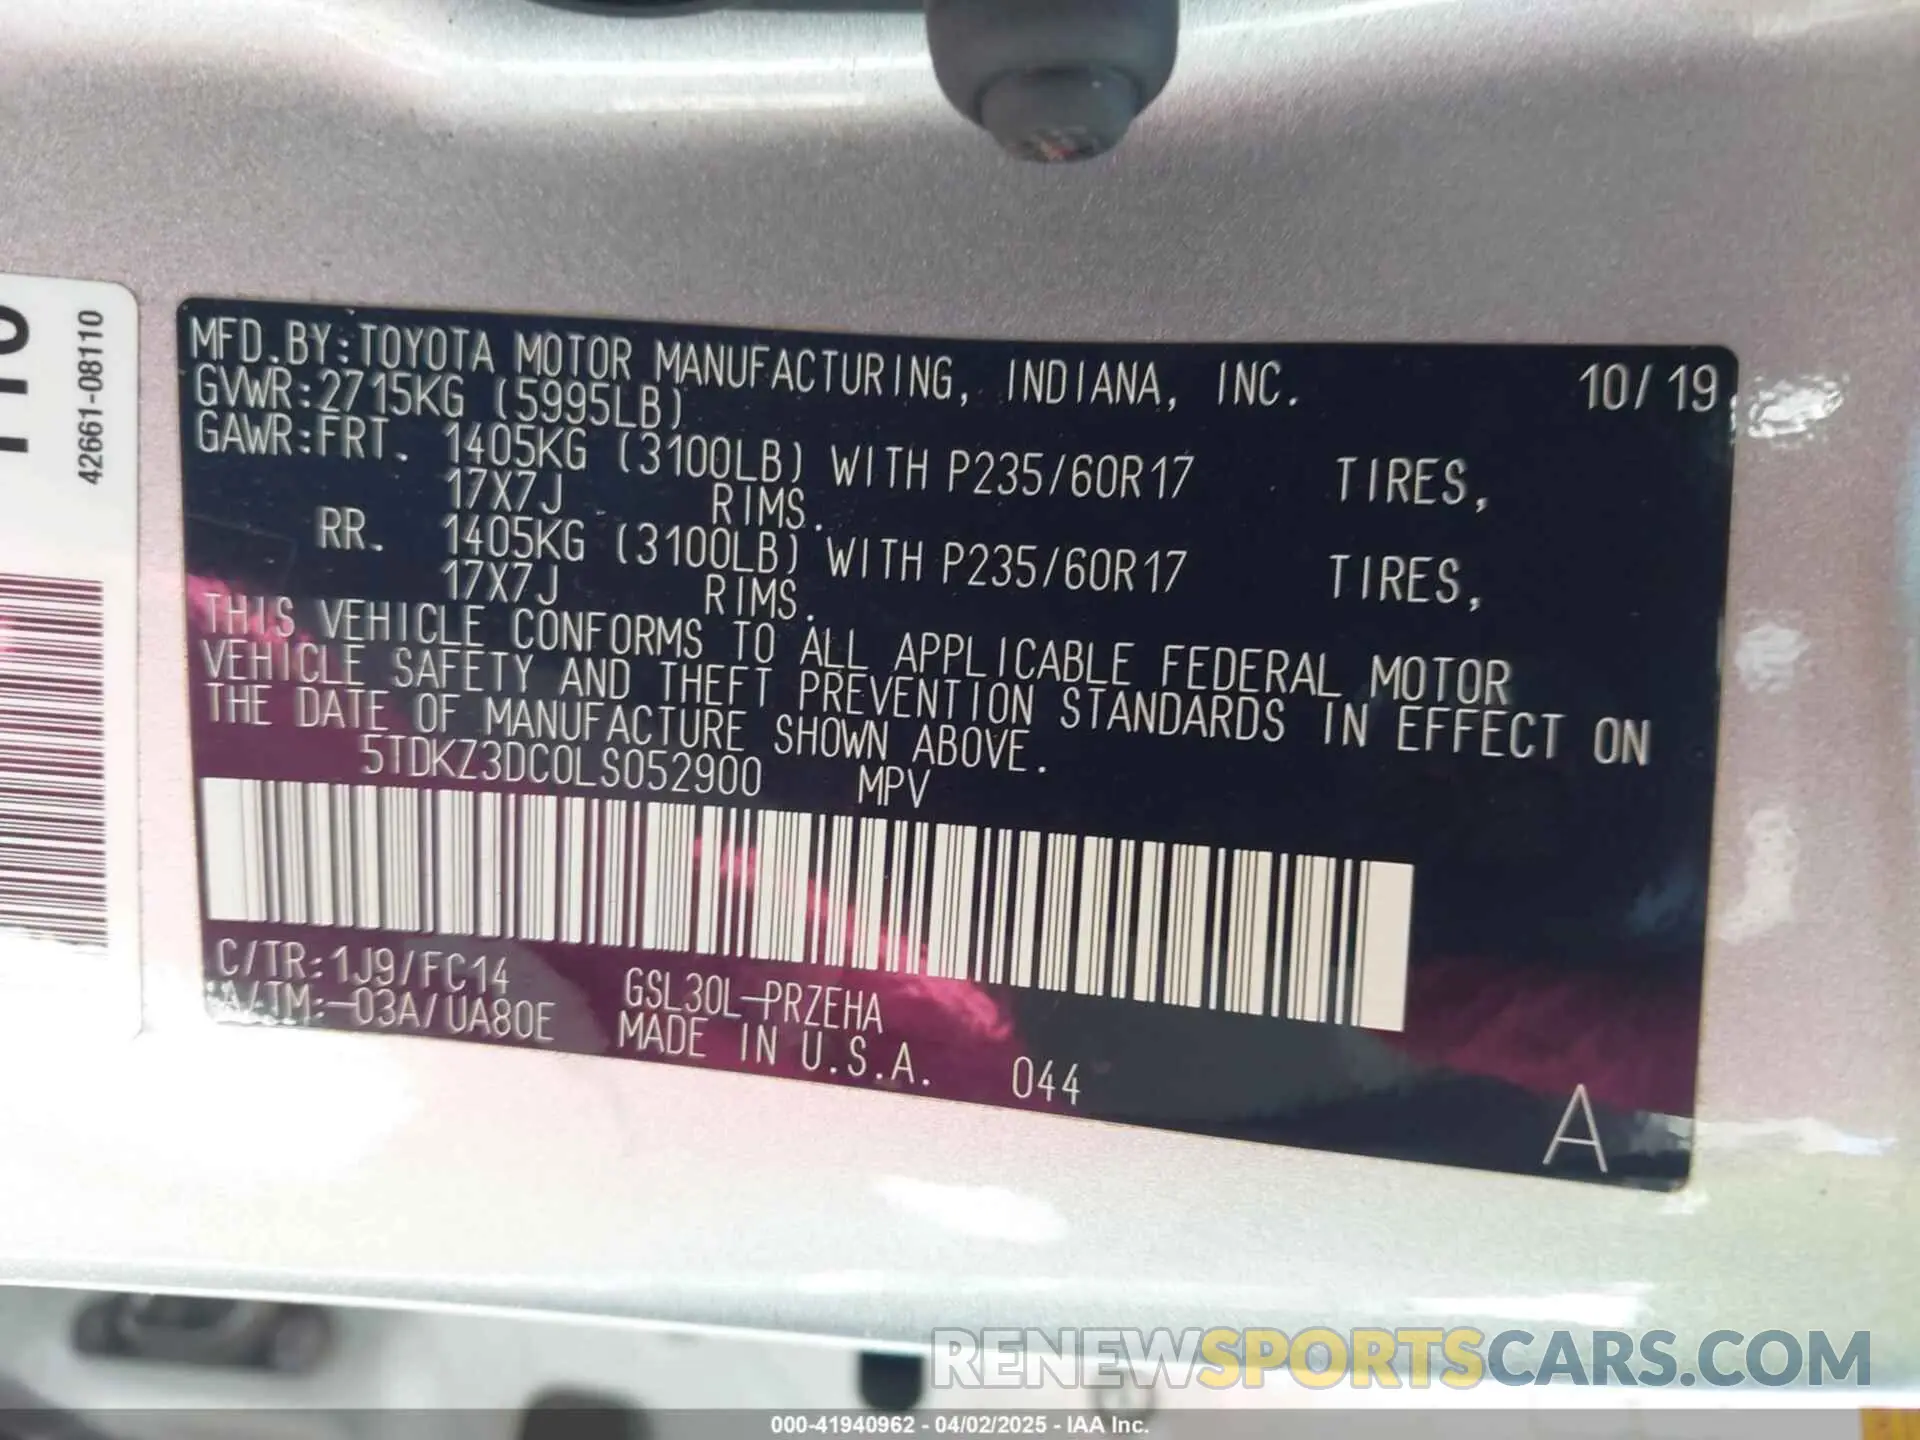 MFD.BY:TOYOTA MOTOR MANUFACTURING, INDIANA, INC. 10/19
GVWR:2715KG (5995LB)
GAWR:FRT. 1405KG (3100LB) WITH P235/60R17 TIRES,
17X7J RIMS.
RR. 1405KG (3100LB) WITH P235/60R17 TIRES,
17X7J RIMS.
THIS VEHICLE CONFORMS TO ALL APPLICABLE FEDERAL MOTOR
VEHICLE SAFETY AND THEFT PREVENTION STANDARDS IN EFFECT ON
THE DATE OF MANUFACTURE SHOWN ABOVE.
5TDKZ3DC0LS052900 MPV
C/TR:1J9/FC14 GSL30L-PRZEHA
A/TM:-03A/UA80E MADE IN U.S.A. 044
A
42661-08110
RENEWSPORTSCARS.COM
000-41940962 - 04/02/2025 - IAA Inc.